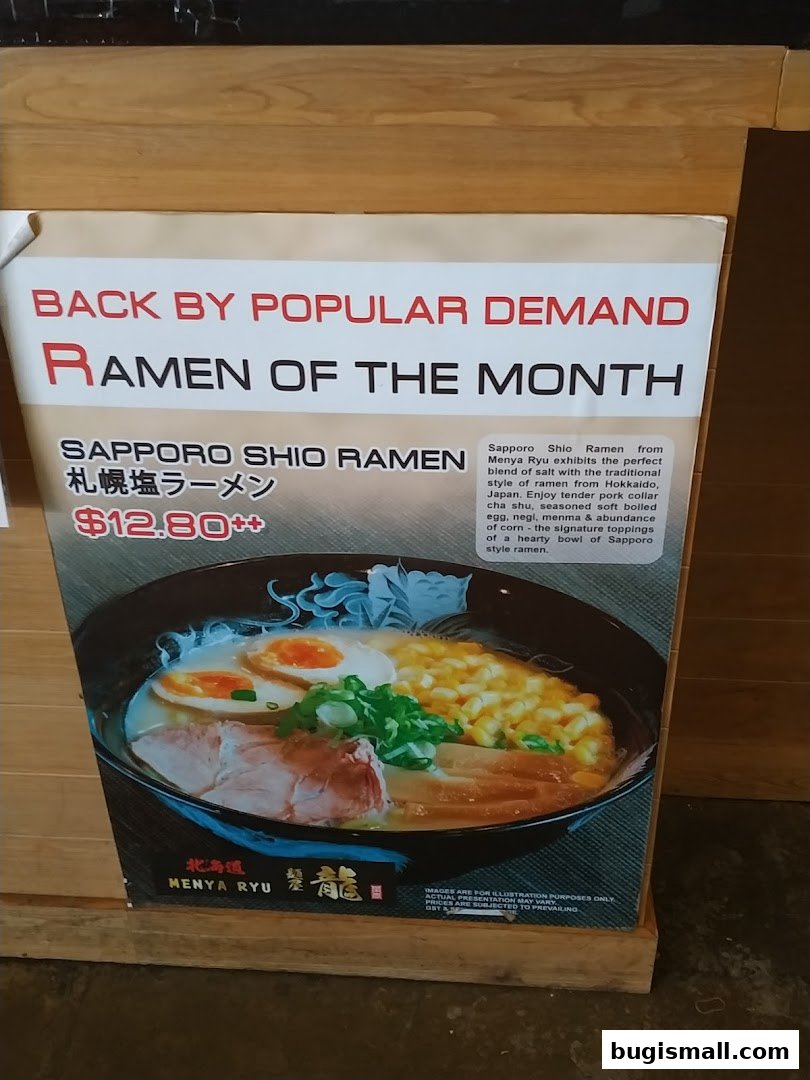 BACK BY POPULAR DEMAND
RAMEN OF THE MONTH
SAPPORO SHIO RAMEN
札幌塩ラーメン
$12.80++
Sapporo Shio Ramen from
Menya Ryu exhibits the perfect
blend of salt with the traditional
style of ramen from Hokkaido,
Japan. Enjoy tender pork collar
cha shu, seasoned soft boiled
egg, negi, menma & abundance
of corn - the signature toppings
of a hearty bowl of Sapporo
style ramen.
北海道
MENYA RYU
麺屋 龍
IMAGES ARE FOR ILLUSTRATION PURPOSES ONLY.
ACTUAL PRESENTATION MAY VARY.
PRICES ARE SUBJECTED TO PREVAILING
GST &
bugismall.com